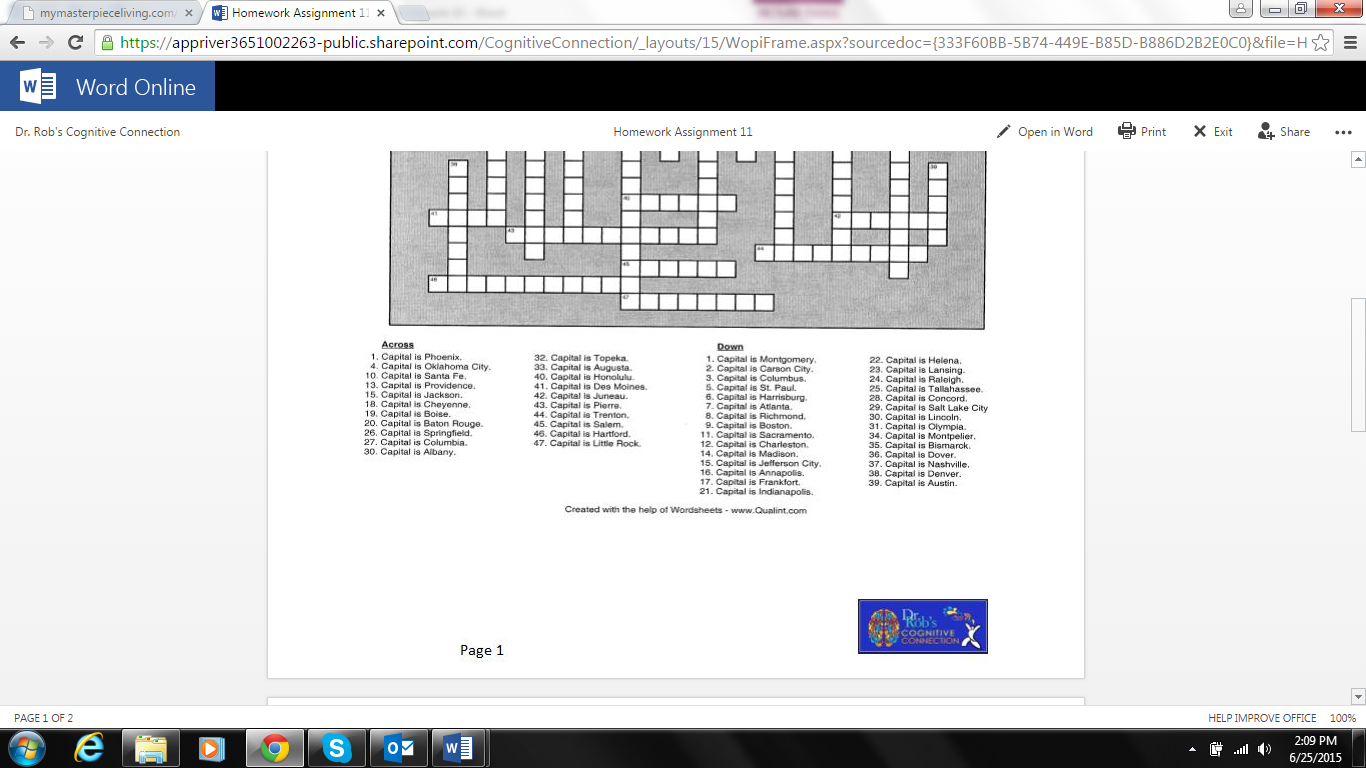 mymasterpieceliving.com/
Homework Assignment 11
https://appriver3651002263-public.sharepoint.com/CognitiveConnection/_layouts/15/WopiFrame.aspx?sourcedoc={333F60BB-5B74-449E-B85D-B886D2B2E0C0}&file=H
Word Online
Dr. Rob's Cognitive Connection
Homework Assignment 11
Open in Word
Print
Exit
Share
38
39
40
41
42
43
44
45
46
47
Across
1. Capital is Phoenix.
4. Capital is Oklahoma City.
10. Capital is Santa Fe.
13. Capital is Providence.
15. Capital is Jackson.
18. Capital is Cheyenne.
19. Capital is Boise.
20. Capital is Baton Rouge.
26. Capital is Springfield.
27. Capital is Columbia.
30. Capital is Albany.
32. Capital is Topeka.
33. Capital is Augusta.
40. Capital is Honolulu.
41. Capital is Des Moines.
42. Capital is Juneau.
43. Capital is Pierre.
44. Capital is Trenton.
45. Capital is Salem.
46. Capital is Hartford.
47. Capital is Little Rock.
Down
1. Capital is Montgomery.
2. Capital is Carson City.
3. Capital is Columbus.
5. Capital is St. Paul.
6. Capital is Harrisburg.
7. Capital is Atlanta.
8. Capital is Richmond.
9. Capital is Boston.
11. Capital is Sacramento.
12. Capital is Charleston.
14. Capital is Madison.
15. Capital is Jefferson City.
16. Capital is Annapolis.
17. Capital is Frankfort.
21. Capital is Indianapolis.
22. Capital is Helena.
23. Capital is Lansing.
24. Capital is Raleigh.
25. Capital is Tallahassee.
28. Capital is Concord.
29. Capital is Salt Lake City
30. Capital is Lincoln.
31. Capital is Olympia.
34. Capital is Montpelier.
35. Capital is Bismarck.
36. Capital is Dover.
37. Capital is Nashville.
38. Capital is Denver.
39. Capital is Austin.
Created with the help of Wordsheets - www.Qualint.com
Page 1
Dr.
Rob's
COGNITIVE
CONNECTION
PAGE 1 OF 2
HELP IMPROVE OFFICE
100%
2:09 PM
6/25/2015